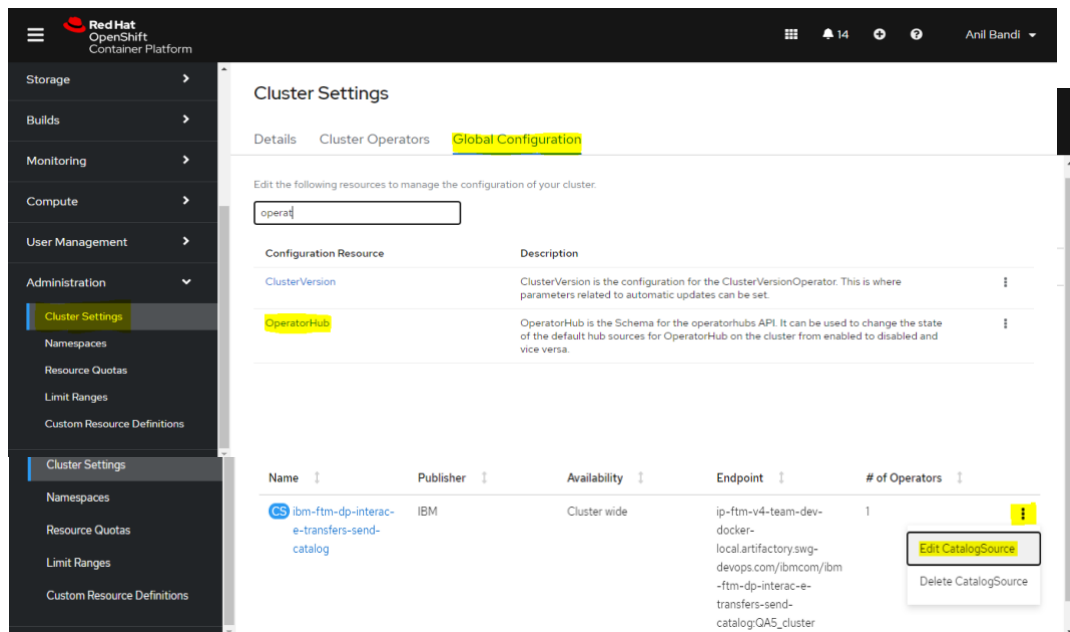 Red Hat
OpenShift
Container Platform
14
Anil Bandi
Storage
Builds
Monitoring
Compute
User Management
Administration
Cluster Settings
Namespaces
Resource Quotas
Limit Ranges
Custom Resource Definitions
Cluster Settings
Namespaces
Resource Quotas
Limit Ranges
Custom Resource Definitions
Cluster Settings
Details Cluster Operators Global Configuration
Edit the following resources to manage the configuration of your cluster.
operat
Configuration Resource Description
ClusterVersion
ClusterVersion is the configuration for the ClusterVersionOperator. This is where
parameters related to automatic updates can be set.
OperatorHub
OperatorHub is the Schema for the operatorhubs API. It can be used to change the state
of the default hub sources for OperatorHub on the cluster from enabled to disabled and
vice versa.
Name Publisher Availability Endpoint # of Operators
CS ibm-ftm-dp-interac-
e-transfers-send-
catalog
IBM
Cluster wide
ip-ftm-v4-team-dev-
docker-
local.artifactory.swg-
devops.com/ibmcom/ibm
-ftm-dp-interac-e-
transfers-send-
catalog:QA5_cluster
1
Edit CatalogSource
Delete CatalogSource